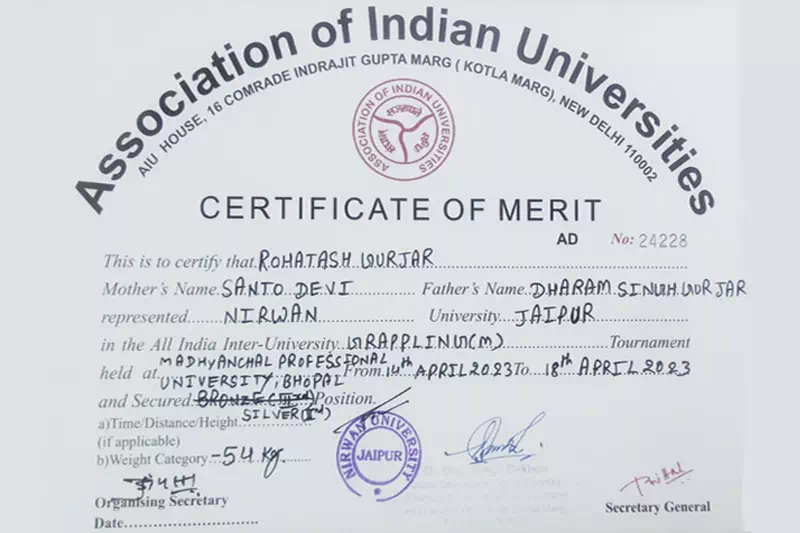 Association of Indian Universities
AIU HOUSE, 16 COMRADE INDRAJIT GUPTA MARG ( KOTLA MARG), NEW DELHI 110002
ASSOCIATION OF INDIAN UNIVERSITIES
CERTIFICATE OF MERIT
AD No: 24228
This is to certify that ROHATASH GURJAR
Mother's Name SANTO DEVI Father's Name DHARAM SINGH GURJAR
represented NIRWAN University JAIPUR
in the All India Inter-University GRAPPLING(M) Tournament
held at MADHYANCHAL PROFESSIONAL UNIVERSITY, BHOPAL From 14th APRIL 2023 To 18th APRIL 2023
and Secured BRONZE Position.
SILVER
a)Time/Distance/Height
(if applicable)
b)Weight Category -54 Kg.
NIRWAN UNIVERSITY
JAIPUR
Organising Secretary
Secretary General
Date